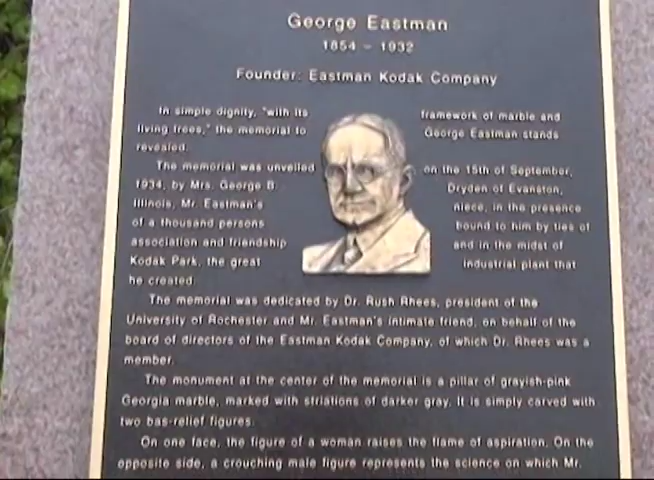 George Eastman
1854 – 1932
Founder: Eastman Kodak Company
In simple dignity, "with its framework of marble and
living trees," the memorial to George Eastman stands
revealed.
The memorial was unveiled on the 15th of September,
1934, by Mrs. George B. Dryden of Evanston,
Illinois, Mr. Eastman's niece, in the presence
of a thousand persons bound to him by ties of
association and friendship and in the midst of
Kodak Park, the great industrial plant that
he created.
The memorial was dedicated by Dr. Rush Rhees, president of the
University of Rochester and Mr. Eastman's intimate friend, on behalf of the
board of directors of the Eastman Kodak Company, of which Dr. Rhees was a
member.
The monument at the center of the memorial is a pillar of grayish-pink
Georgia marble, marked with striations of darker gray. It is simply carved with
two bas-relief figures.
On one face, the figure of a woman raises the flame of aspiration. On the
opposite side, a crouching male figure represents the science on which Mr.